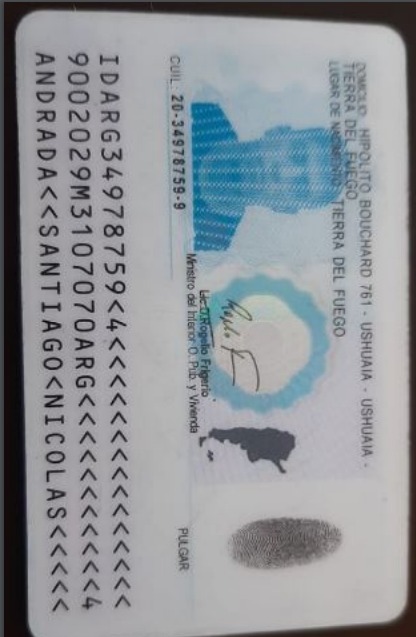 DOMICILIO: HIPOLITO BOUCHARD 761 - USHUAIA - USHUAIA -
TIERRA DEL FUEGO
LUGAR DE NACIMIENTO: TIERRA DEL FUEGO
CUIL: 20-34978759-9
Lic. Rogelio Frigerio
Ministro del Interior O. Pub. y Vivienda
PULGAR
IDARG34978759<4<<<<<<<<<<<<<<<
9002029M3107070ARG<<<<<<<<<<<4
ANDRADA<<SANTIAGO<NICOLAS<<<<<